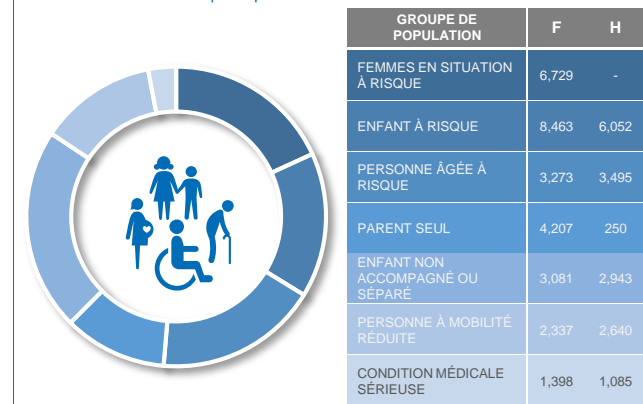 GROUPE DE
POPULATION F H
FEMMES EN SITUATION
À RISQUE 6,729 -
ENFANT À RISQUE 8,463 6,052
PERSONNE ÂGÉE À
RISQUE 3,273 3,495
PARENT SEUL 4,207 250
ENFANT NON
ACCOMPAGNÉ OU
SÉPARÉ 3,081 2,943
PERSONNE À MOBILITÉ
RÉDUITE 2,337 2,640
CONDITION MÉDICALE
SÉRIEUSE 1,398 1,085